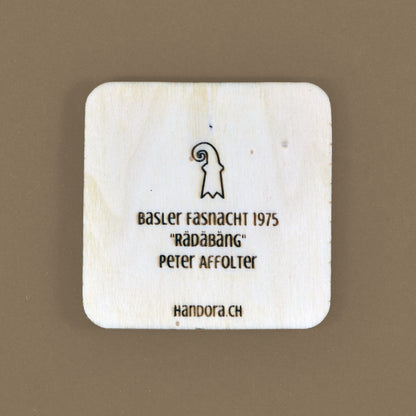 Basler Fasnacht 1975
"Rädäbäng"
Peter Affolter
Handora.ch